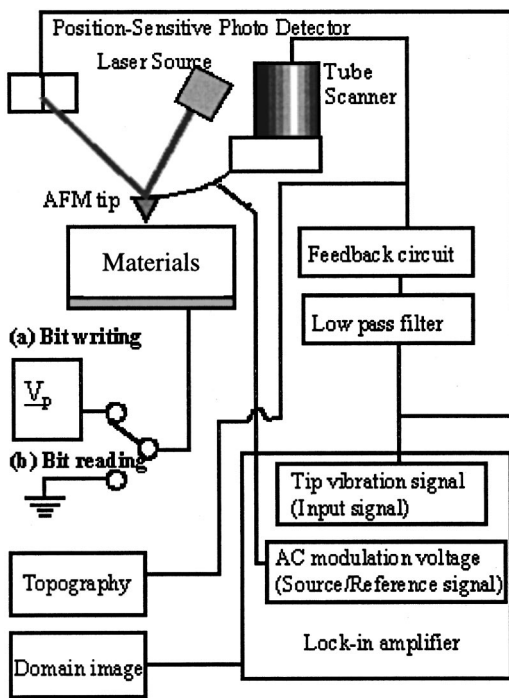 Position-Sensitive Photo Detector
Laser Source
Tube
Scanner
AFM tip
Materials
Feedback circuit
Low pass filter
(a) Bit writing
Vp
(b) Bit reading
Tip vibration signal
(Input signal)
AC modulation voltage
(Source/Reference signal)
Topography
Lock-in amplifier
Domain image